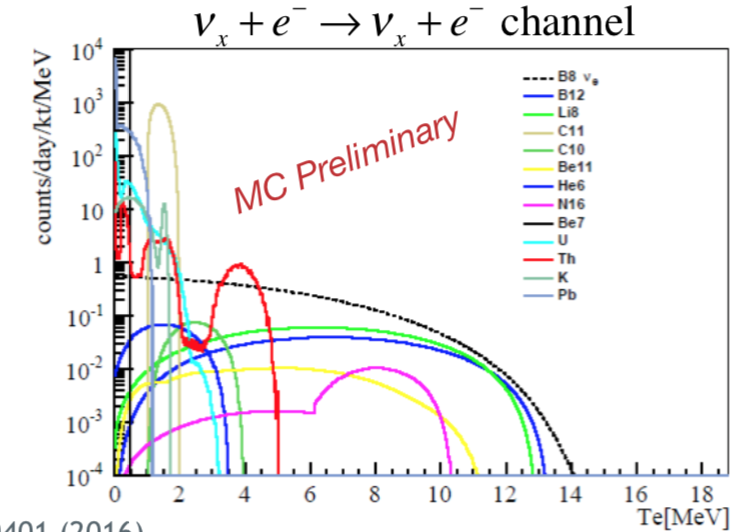 νₓ + e⁻ → νₓ + e⁻ channel
counts/day/kt/MeV
10⁴
10³
10²
10
1
10⁻¹
10⁻²
10⁻³
10⁻⁴
MC Preliminary
B8 νₑ
B12
Li8
C11
C10
Be11
He6
N16
Be7
U
Th
K
Pb
0 2 4 6 8 10 12 14 16 18
Te[MeV]
0401 (2016)